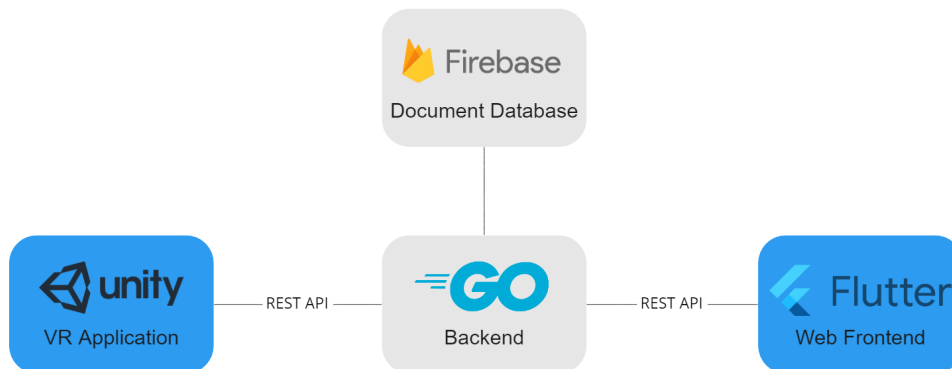 Firebase
Document Database
unity
VR Application
REST API
GO
Backend
REST API
Flutter
Web Frontend